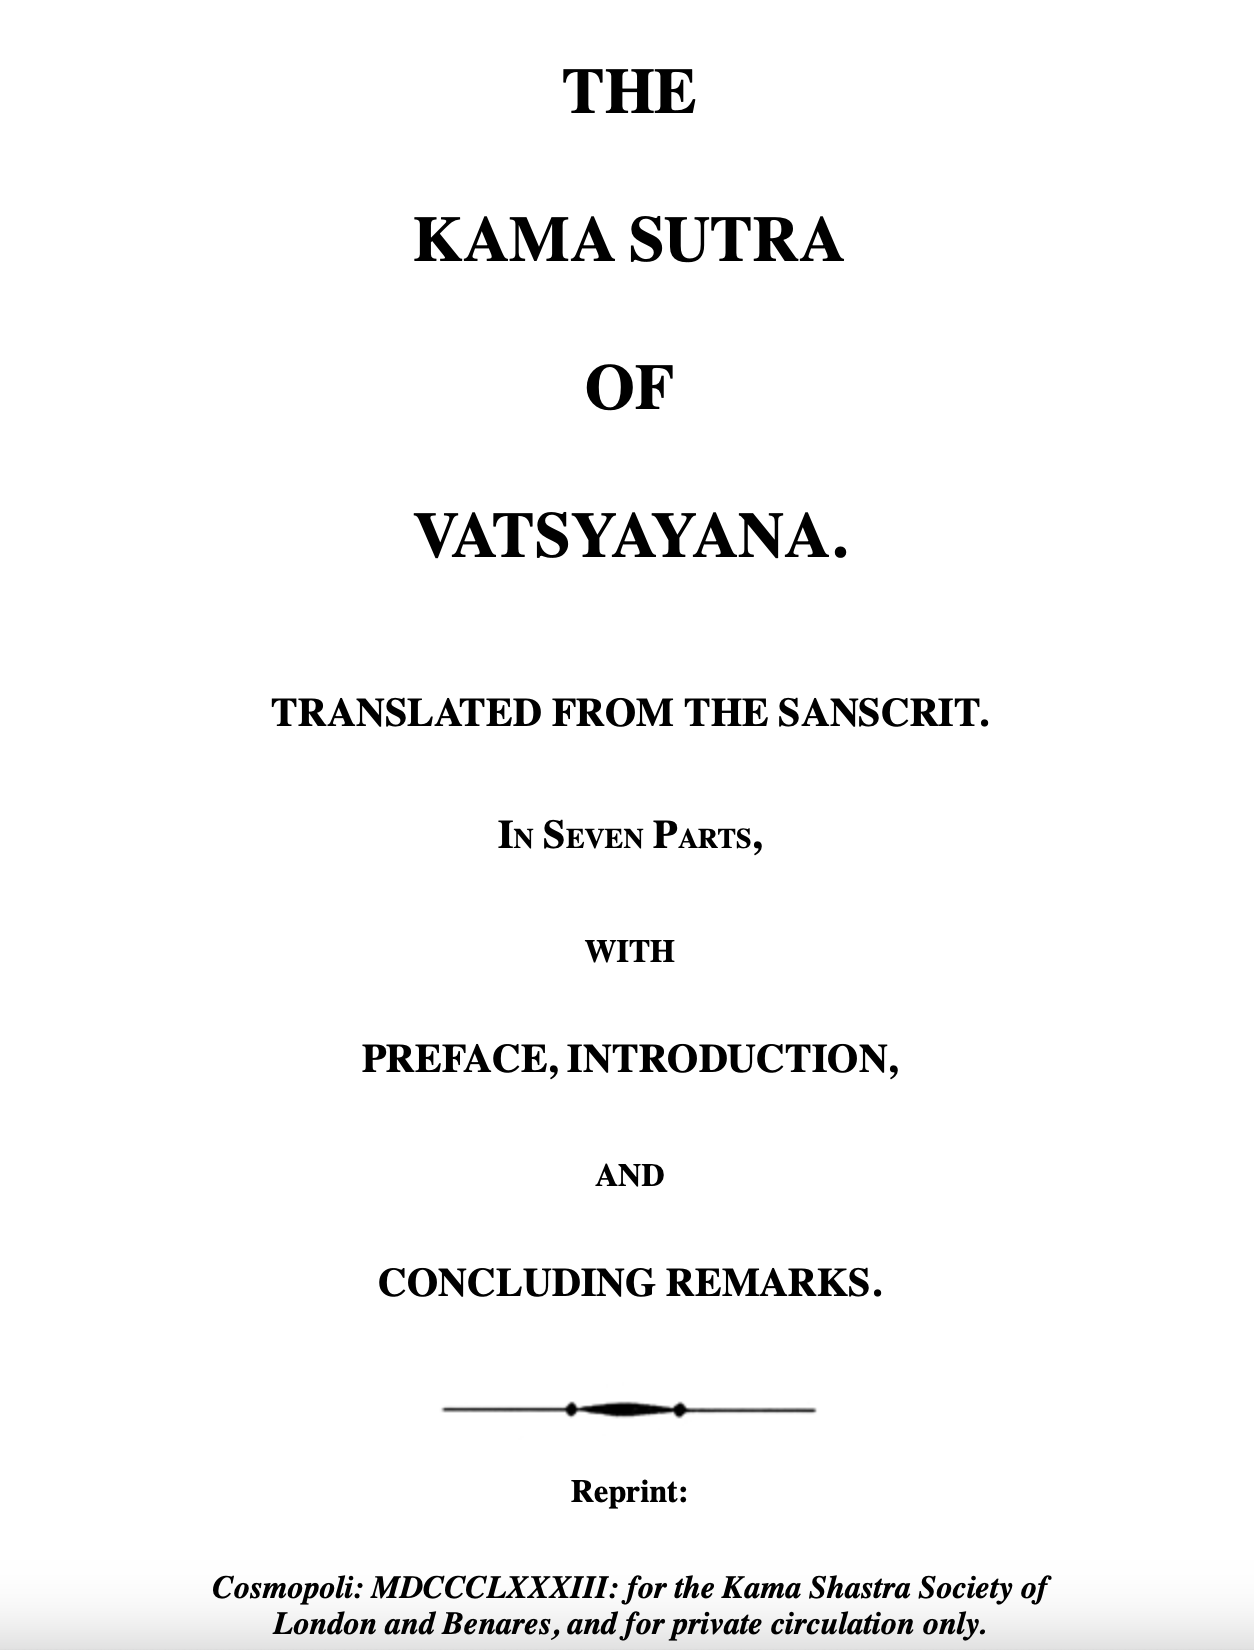 THE
KAMA SUTRA
OF
VATSYAYANA.
TRANSLATED FROM THE SANSCRIT.
In Seven Parts,
WITH
PREFACE, INTRODUCTION,
AND
CONCLUDING REMARKS.
Reprint:
Cosmopoli: MDCCCLXXXIII: for the Kama Shastra Society of
London and Benares, and for private circulation only.